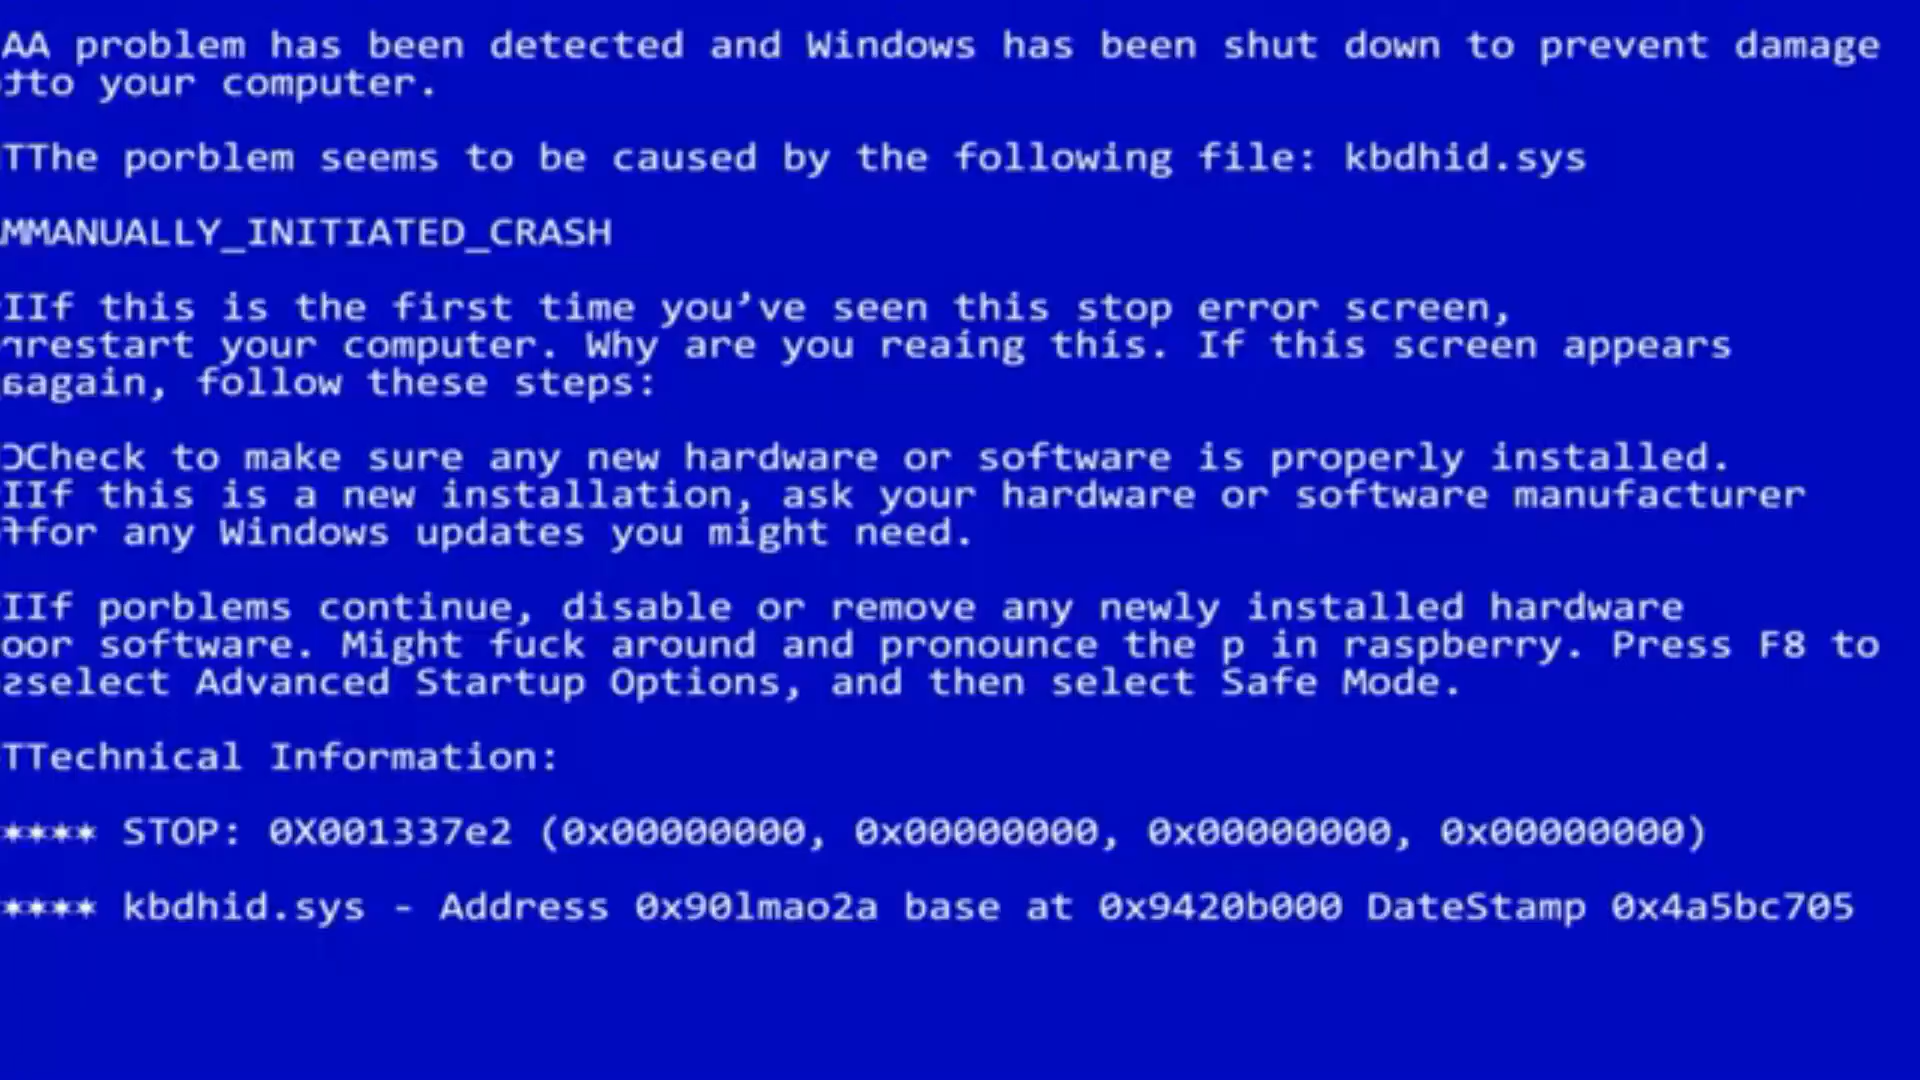 AA problem has been detected and Windows has been shut down to prevent damage
to your computer.
TThe porblem seems to be caused by the following file: kbdhid.sys
MMANUALLY_INITIATED_CRASH
IIf this is the first time you’ve seen this stop error screen,
restart your computer. Why are you reaing this. If this screen appears
again, follow these steps:
Check to make sure any new hardware or software is properly installed.
IIf this is a new installation, ask your hardware or software manufacturer
for any Windows updates you might need.
IIf porblems continue, disable or remove any newly installed hardware
oor software. Might fuck around and pronounce the p in raspberry. Press F8 to
select Advanced Startup Options, and then select Safe Mode.
TTechnical Information:
**** STOP: 0X001337e2 (0x00000000, 0x00000000, 0x00000000, 0x00000000)
**** kbdhid.sys - Address 0x90lmao2a base at 0x9420b000 DateStamp 0x4a5bc705